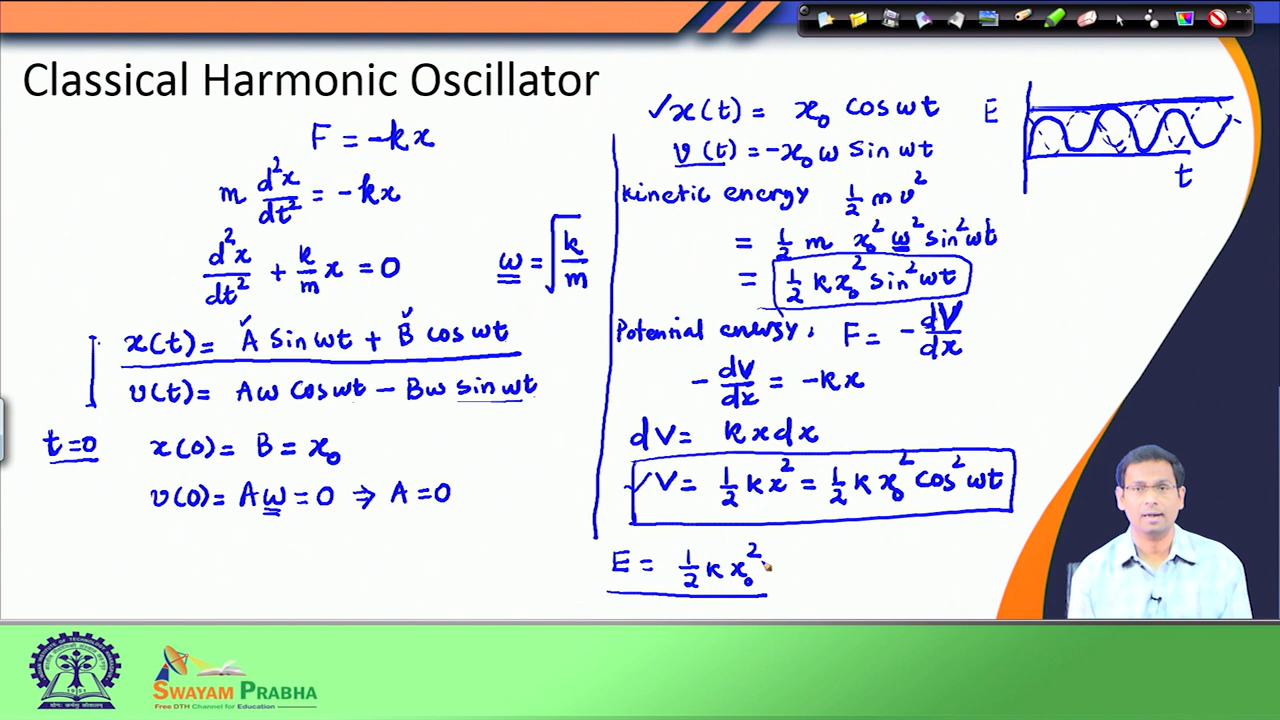 Classical Harmonic Oscillator
F = -kx
m d²x/dt² = -kx
d²x/dt² + k/m x = 0
ω = √(k/m)
x(t) = A sin ωt + B cos ωt
v(t) = Aω cos ωt - Bω sin ωt
t=0 x(0) = B = x₀
v(0) = Aω = 0 ⇒ A = 0
✓x(t) = x₀ cos ωt
v(t) = -x₀ω sin ωt
Kinetic energy ½ m v²
= ½ m x₀² ω² sin² ωt
= ½ k x₀² sin² ωt
Potential energy, F = - dV/dx
- dV/dx = -kx
dV = kx dx
✓V = ½ kx² = ½ k x₀² cos² ωt
E = ½ k x₀²
E
t
SWAYAM PRABHA
Free DTH Channel for Education